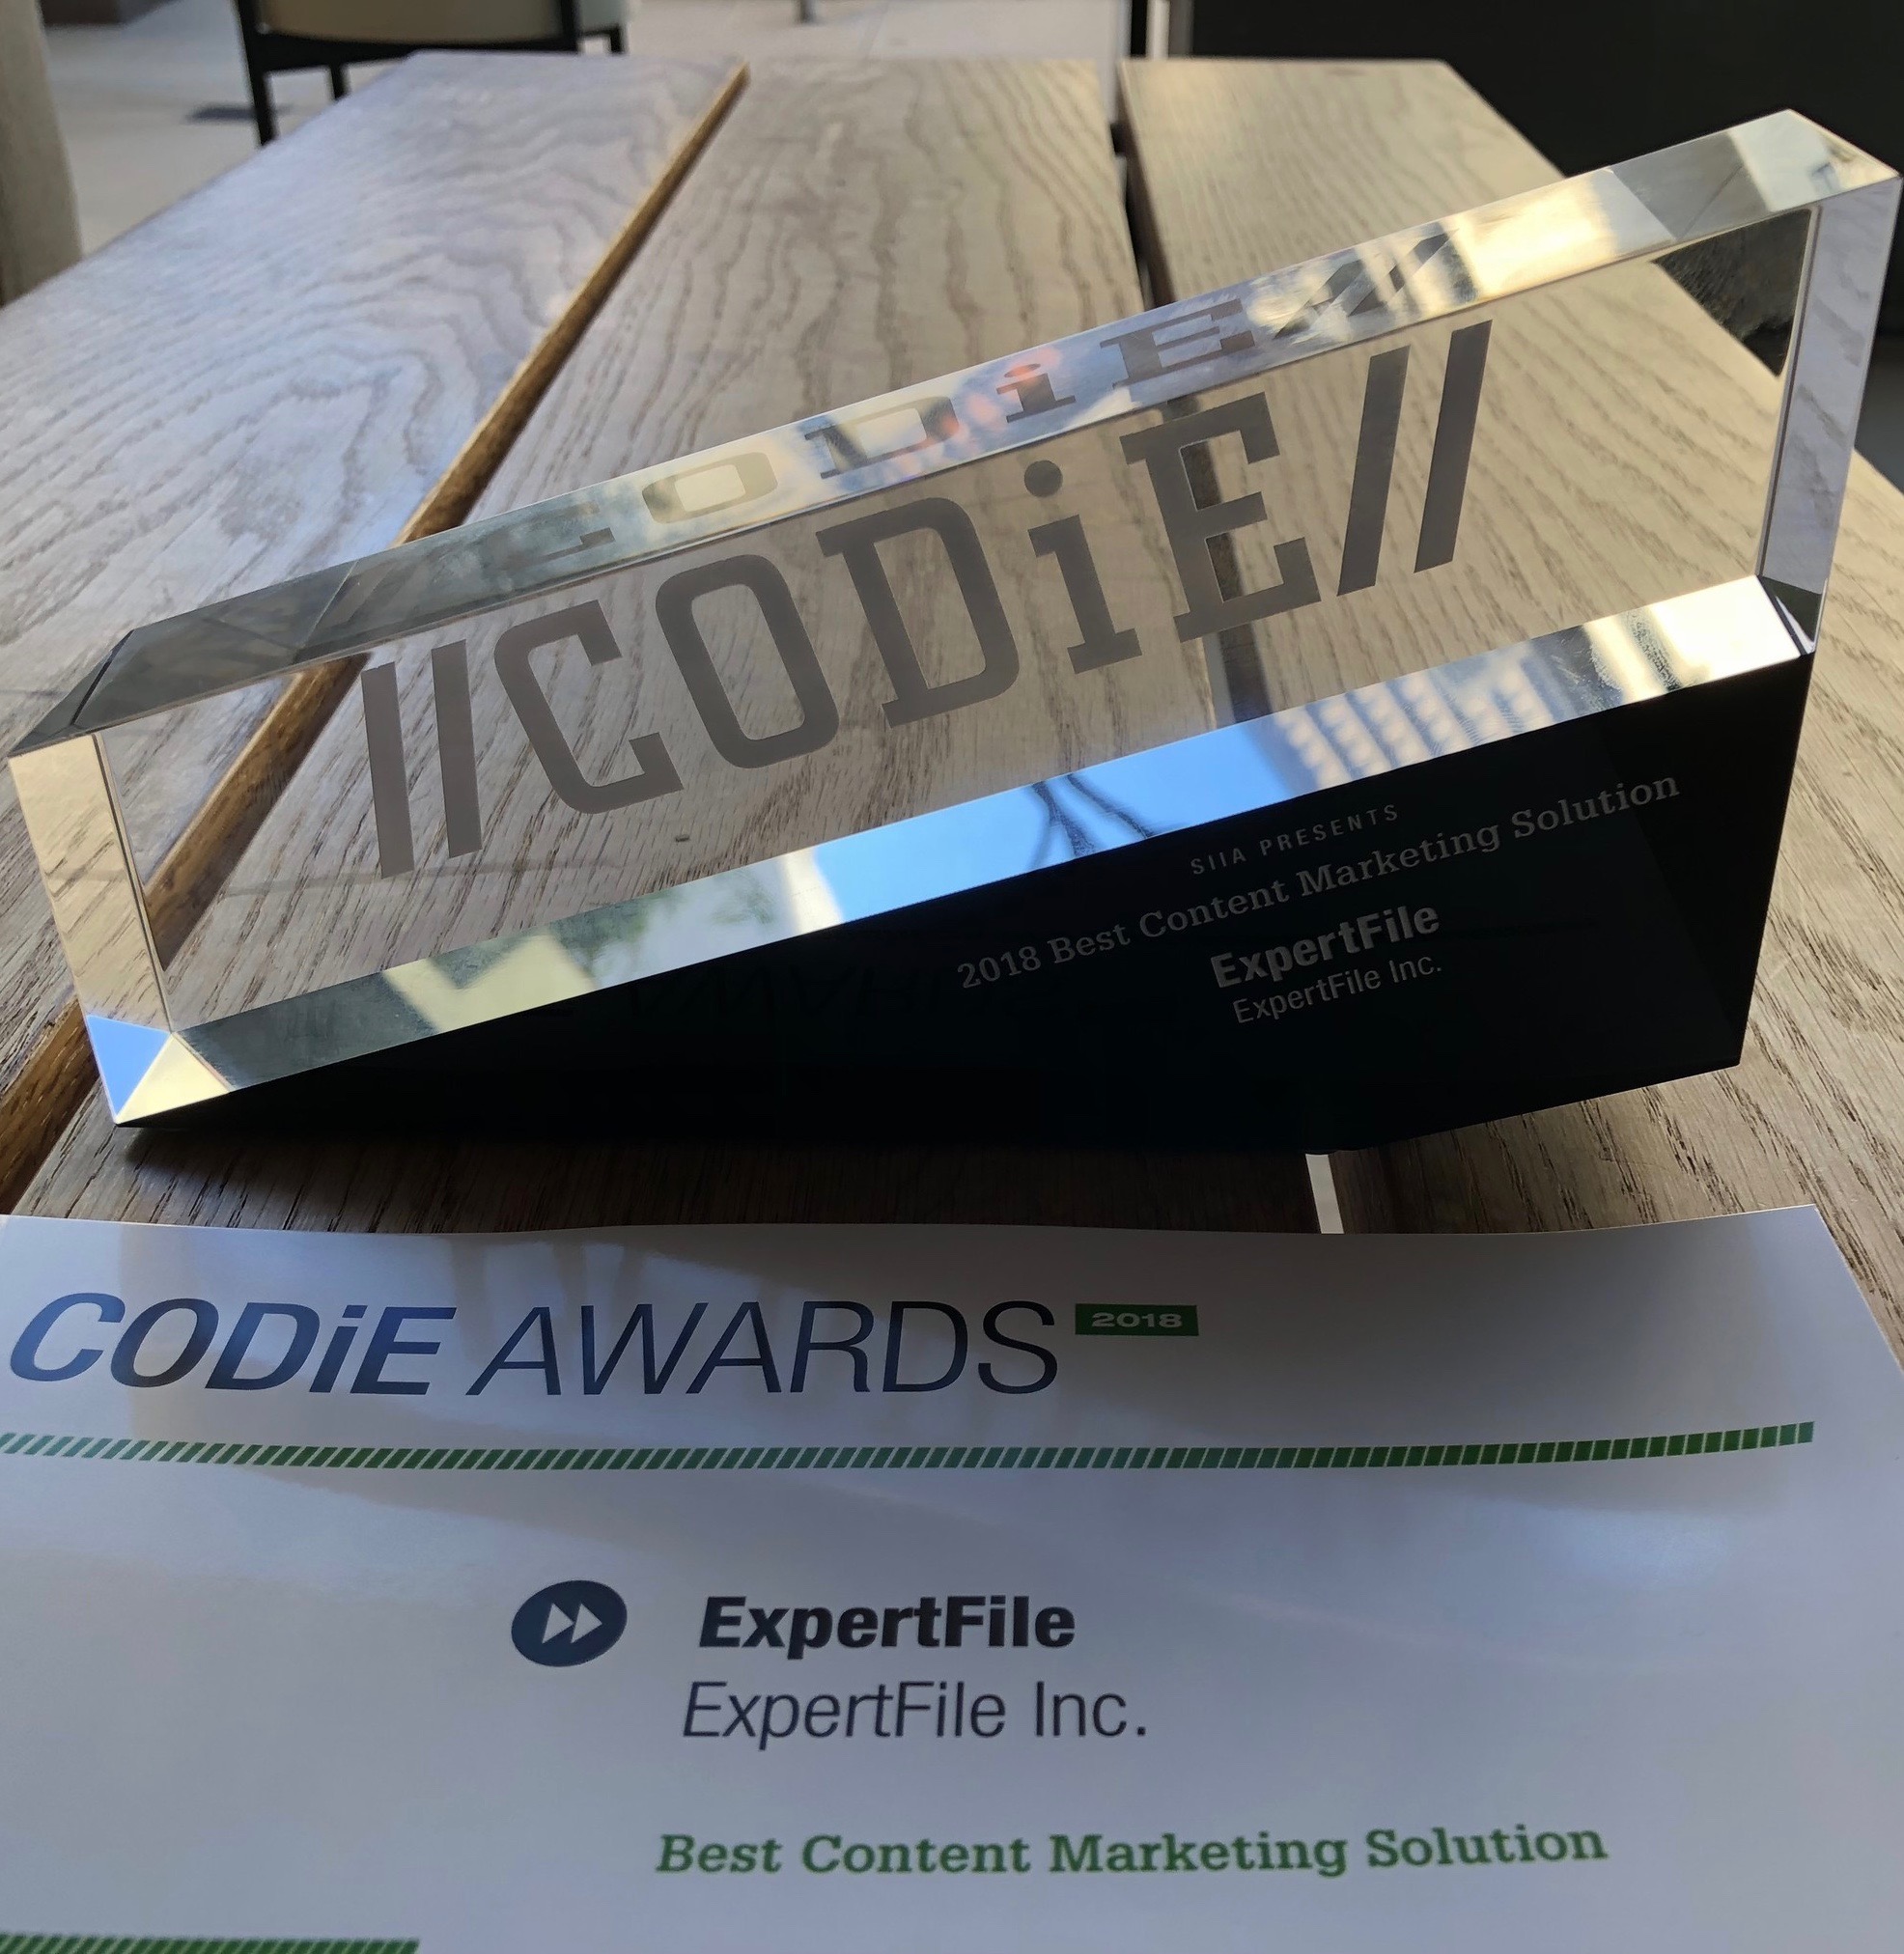 //CODiE//
SIIA PRESENTS
2018 Best Content Marketing Solution
ExpertFile
ExpertFile Inc.
CODiE AWARDS 2018
ExpertFile
ExpertFile Inc.
Best Content Marketing Solution